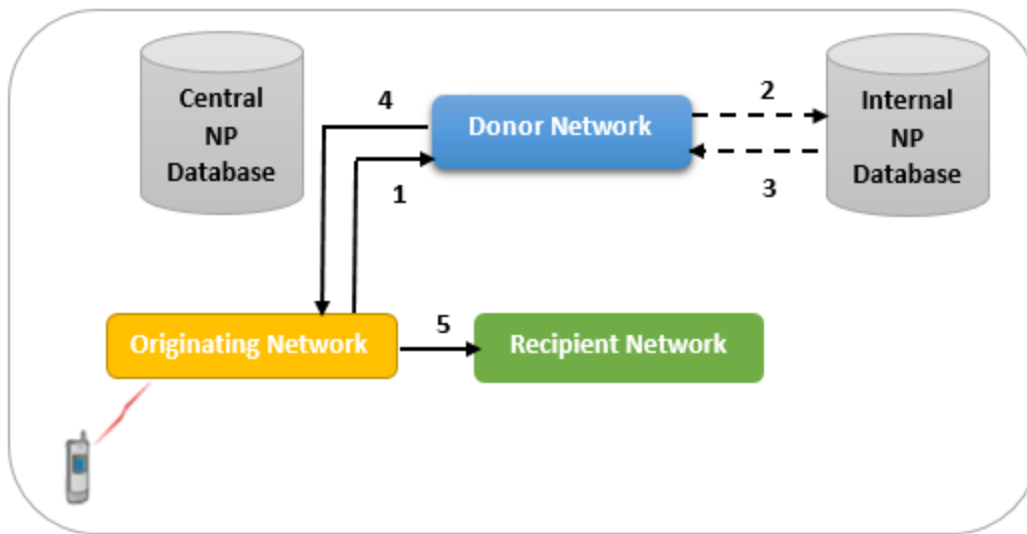 Central
NP
Database
4
Donor Network
2
Internal
NP
Database
1
3
Originating Network
5
Recipient Network